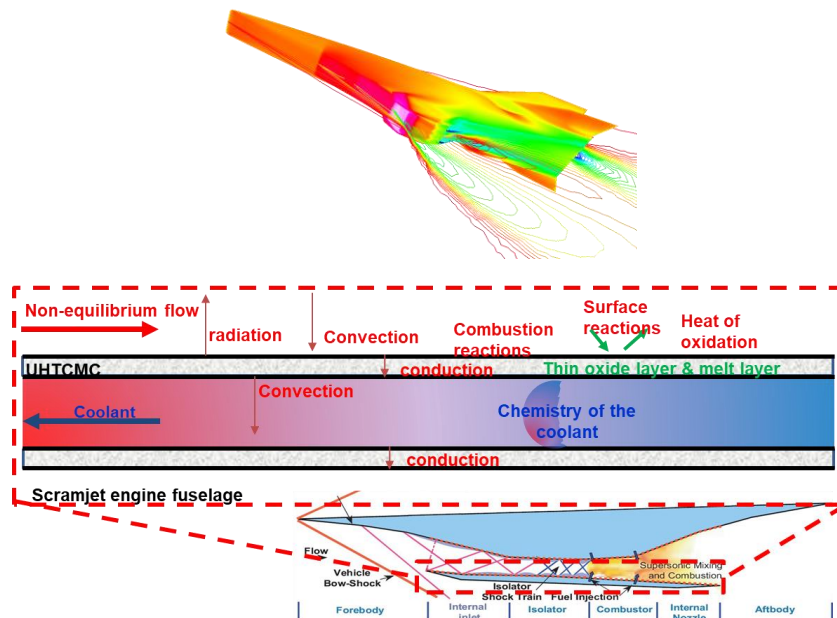 Non-equilibrium flow
radiation
Convection
Combustion
reactions
Surface
reactions
Heat of
oxidation
UHTCMC
conduction
Thin oxide layer & melt layer
Convection
Coolant
Chemistry of the
coolant
conduction
Scramjet engine fuselage
Flow
Vehicle
Bow-Shock
Isolator
Shock Train
Fuel Injection
Supersonic Mixing
and Combustion
Forebody
Internal
inlet
Isolator
Combustor
Internal
Nozzle
Aftbody